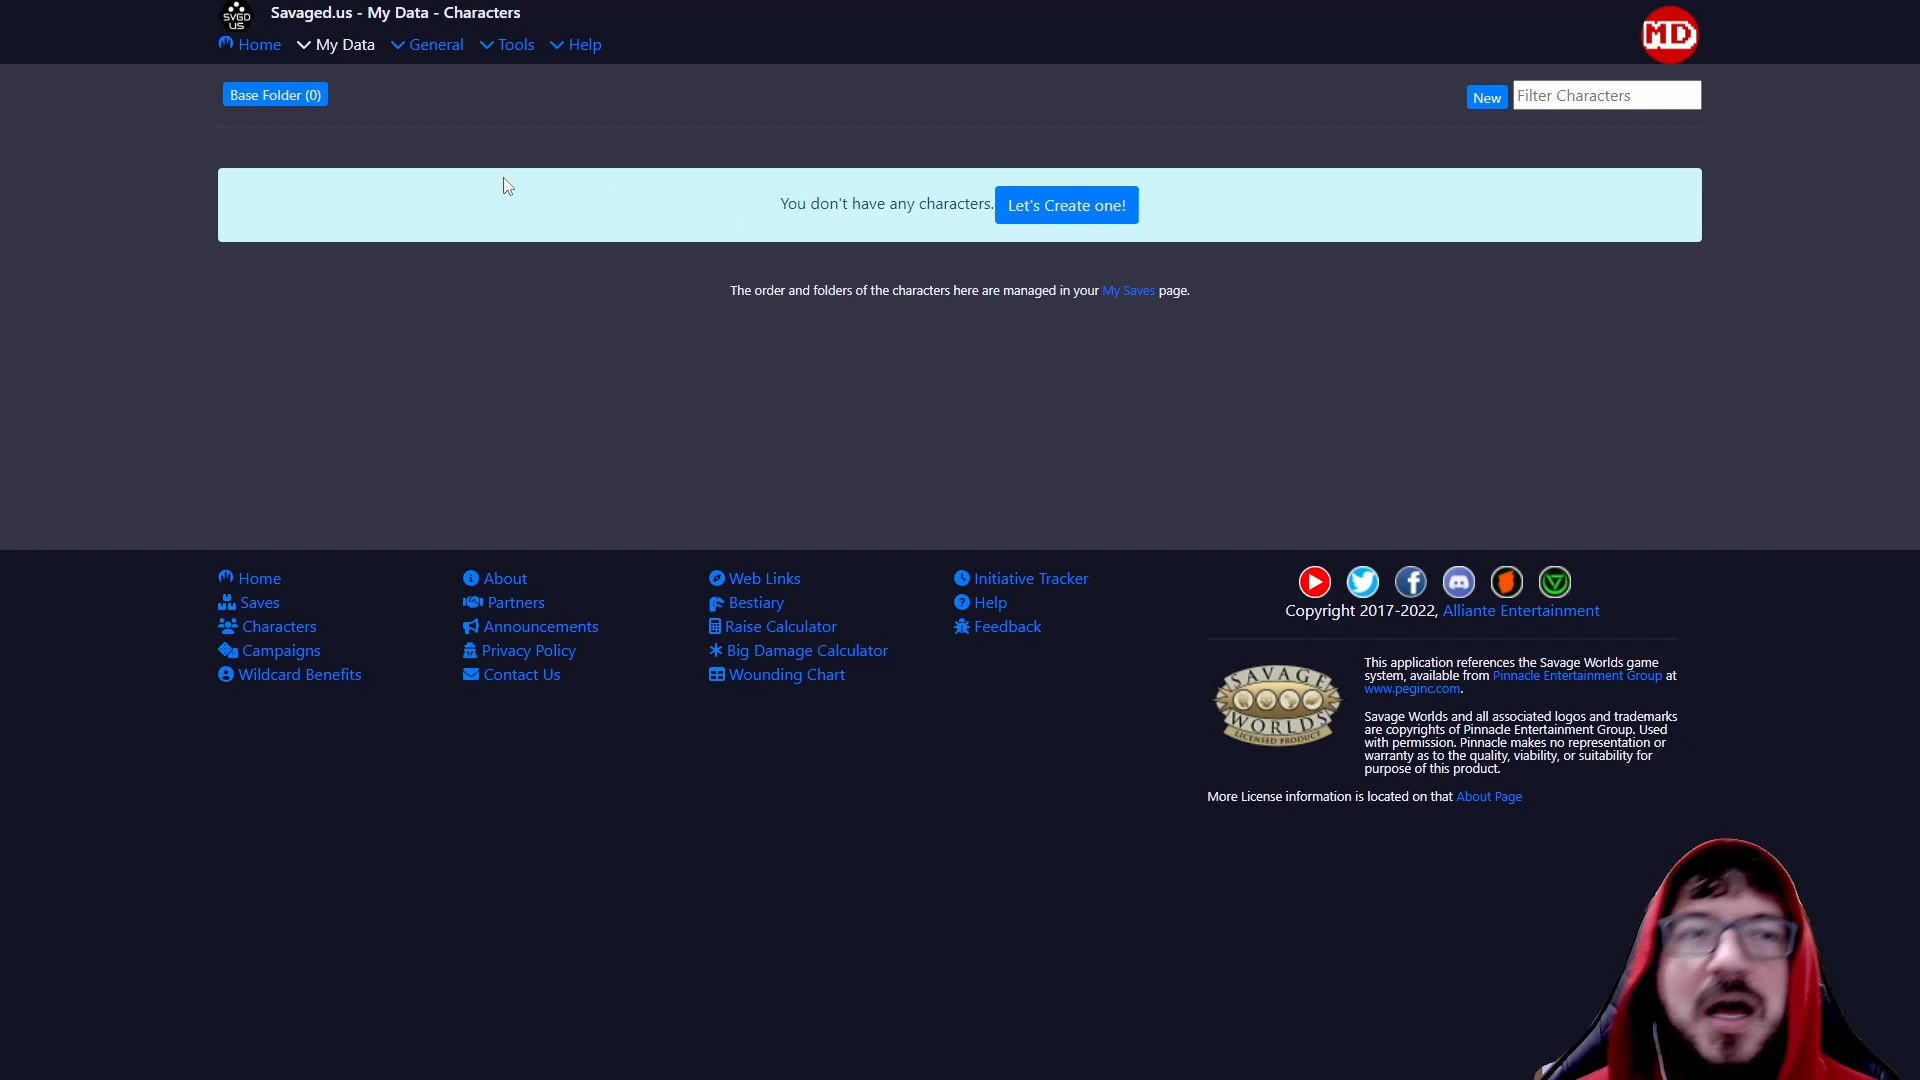 SVGD
US
Savaged.us - My Data - Characters
Home My Data General Tools Help
MD
Base Folder (0)
New Filter Characters
You don't have any characters. Let's Create one!
The order and folders of the characters here are managed in your My Saves page.
Home
Saves
Characters
Campaigns
Wildcard Benefits
About
Partners
Announcements
Privacy Policy
Contact Us
Web Links
Bestiary
Raise Calculator
Big Damage Calculator
Wounding Chart
Initiative Tracker
Help
Feedback
Copyright 2017-2022, Alliante Entertainment
SAVAGE
WORLDS
LICENSED PRODUCT
This application references the Savage Worlds game
system, available from Pinnacle Entertainment Group at
www.peginc.com.
Savage Worlds and all associated logos and trademarks
are copyrights of Pinnacle Entertainment Group. Used
with permission. Pinnacle makes no representation or
warranty as to the quality, viability, or suitability for
purpose of this product.
More License information is located on that About Page